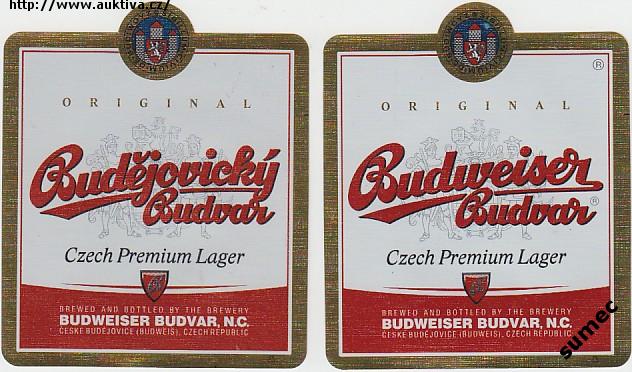 http://www.auktiva.cz/
ORIGINAL
Budějovický
Budvar
Czech Premium Lager
BREWED AND BOTTLED BY THE BREWERY
BUDWEISER BUDVAR, N.C.
ČESKÉ BUDĚJOVICE (BUDWEIS), CZECH REPUBLIC
®
ORIGINAL
Budweiser
Budvar®
Czech Premium Lager
BREWED AND BOTTLED BY THE BREWERY
BUDWEISER BUDVAR, N.C.
ČESKÉ BUDĚJOVICE (BUDWEIS), CZECH REPUBLIC
sumec